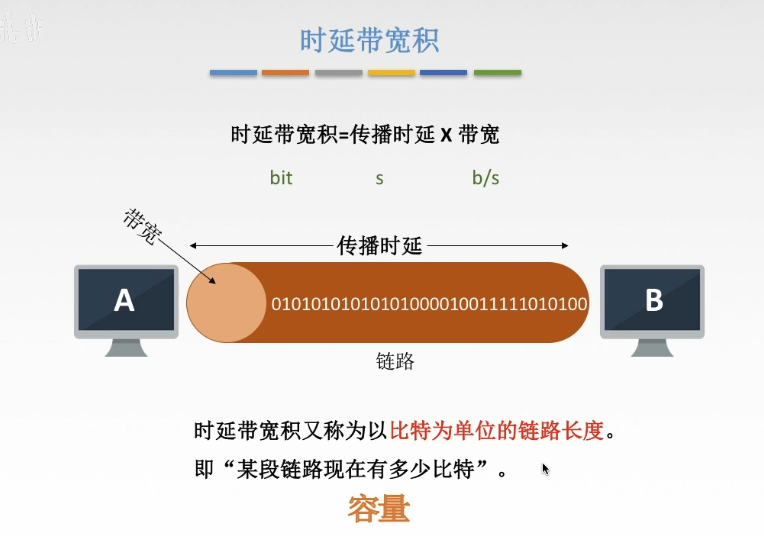 时延带宽积
时延带宽积=传播时延 X 带宽
bit s b/s
带宽
传播时延
A
01010101010101000010011111010100
B
链路
时延带宽积又称为以比特为单位的链路长度。
即“某段链路现在有多少比特”。
容量